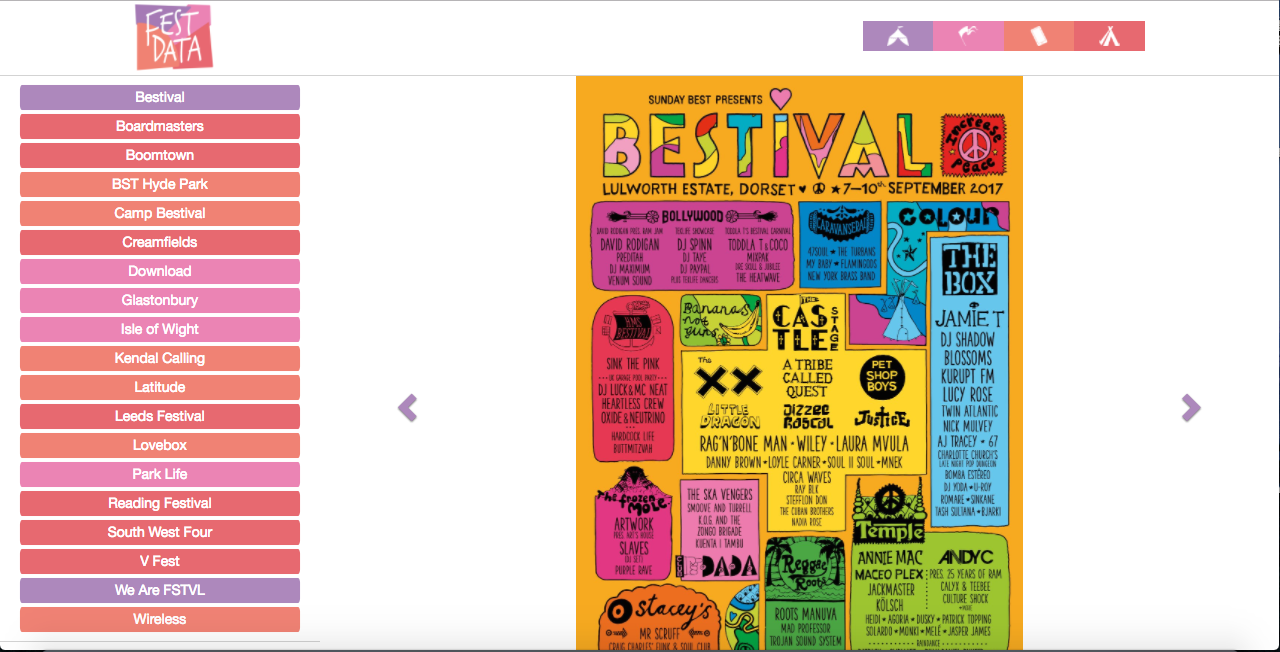 FEST
DATA
Bestival
Boardmasters
Boomtown
BST Hyde Park
Camp Bestival
Creamfields
Download
Glastonbury
Isle of Wight
Kendal Calling
Latitude
Leeds Festival
Lovebox
Park Life
Reading Festival
South West Four
V Fest
We Are FSTVL
Wireless
SUNDAY BEST PRESENTS
BESTIVAL
Increase
Peace
LULWORTH ESTATE, DORSET ♥ ☮ ★ 7–10th SEPTEMBER 2017
BOLLYWOOD
DAVID RODIGAN PRES. RAM JAM
DAVID RODIGAN
PREDITAH
DJ MAXIMUM
VENUM SOUND
TEKLIFE SHOWCASE
DJ SPINN
DJ TAYE
DJ PAYPAL
PLUS TEKLIFE DANCERS
TODDLA T'S BESTIVAL CARNIVAL
TODDLA T & COCO
MIXPAK
DRE SKULL & JUBILEE
THE HEATWAVE
CARAVANSERAI
47SOUL ★ THE TURBANS
MY BABY ★ FLAMINGODS
NEW YORK BRASS BAND
COLOUR
THE
BOX
JAMIE T
DJ SHADOW
BLOSSOMS
KURUPT FM
LUCY ROSE
TWIN ATLANTIC
NICK MULVEY
AJ TRACEY ★ 67
CHARLOTTE CHURCH'S
LATE NIGHT POP DUNGEON
BOMBA ESTÉREO
DJ YODA ★ U-ROY
ROMARE ★ SINKANE
TASH SULTANA ★ BJARKI
HMS
BESTIVAL
SINK THE PINK
UK GARAGE POOL PARTY
DJ LUCK & MC NEAT
HEARTLESS CREW
OXIDE & NEUTRINO
HARDCOCK LIFE
BUTTMITZVAH
Bananas
not
guns
THE
CASTLE
STAGE
The XX
A TRIBE
CALLED
QUEST
PET
SHOP
BOYS
LITTLE
DRAGON
DIZZEE
RASCAL
JUSTICE
RAG'N'BONE MAN ★ WILEY ★ LAURA MVULA
DANNY BROWN ★ LOYLE CARNER ★ SOUL II SOUL ★ MNEK
CIRCA WAVES
RAY BLK
STEFFLON DON
THE CUBAN BROTHERS
NADIA ROSE
The frozen
Mole
ARTWORK
PRES. ART'S HOUSE
SLAVES
(DJ SET)
PURPLE RAVE
THE SKA VENGERS
SMOOVE AND TURRELL
K.O.G. AND THE
ZONGO BRIGADE
KUENTA I TAMBU
DADA
Reggae
Roots
ROOTS MANUVA
MAD PROFESSOR
TROJAN SOUND SYSTEM
Temple
ANNIE MAC
MACEO PLEX
JACKMASTER
KÖLSCH
ANDY C
PRES. 25 YEARS OF RAM
CALYX & TEEBEE
CULTURE SHOCK
HEIDI ★ AGORIA ★ DUSKY ★ PATRICK TOPPING
SOLARDO ★ MONKI ★ MELÉ ★ JASPER JAMES
RAINDANCE
Stacey's
MR SCRUFF
CRAIG CHARLES' FUNK & SOUL CLUB